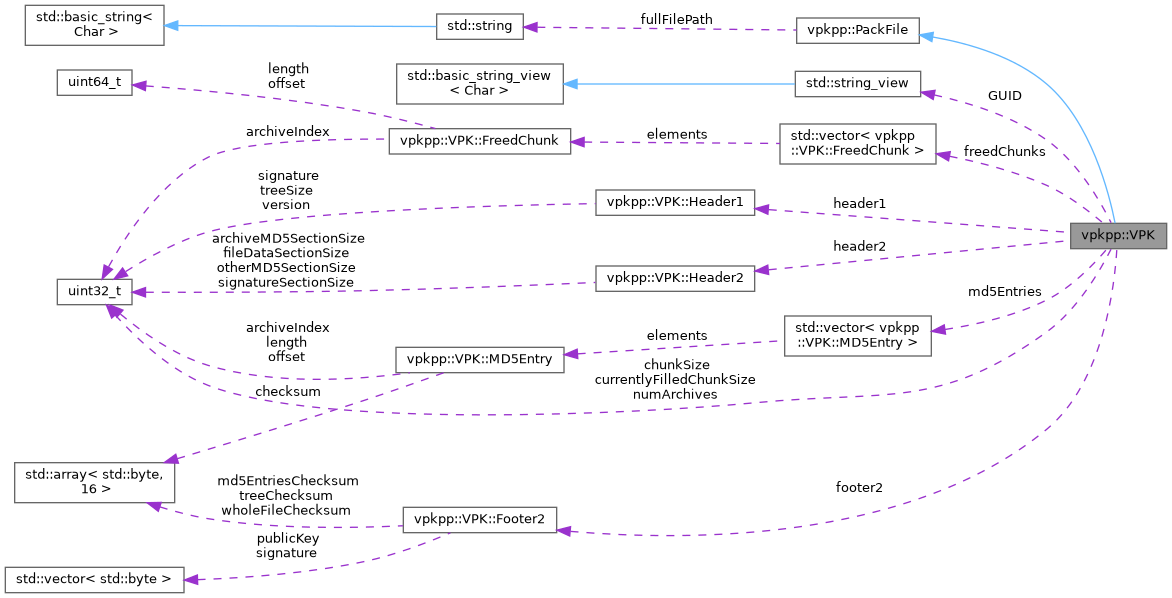 std::basic_string<
Char >
std::string
fullFilePath
vpkpp::PackFile
uint64_t
length
offset
std::basic_string_view
< Char >
std::string_view
GUID
archiveIndex
vpkpp::VPK::FreedChunk
elements
std::vector< vpkpp
::VPK::FreedChunk >
freedChunks
signature
treeSize
version
vpkpp::VPK::Header1
header1
vpkpp::VPK
archiveMD5SectionSize
fileDataSectionSize
otherMD5SectionSize
signatureSectionSize
vpkpp::VPK::Header2
header2
uint32_t
md5Entries
archiveIndex
length
offset
vpkpp::VPK::MD5Entry
elements
std::vector< vpkpp
::VPK::MD5Entry >
checksum
chunkSize
currentlyFilledChunkSize
numArchives
std::array< std::byte,
16 >
md5EntriesChecksum
treeChecksum
wholeFileChecksum
vpkpp::VPK::Footer2
footer2
publicKey
signature
std::vector< std::byte >